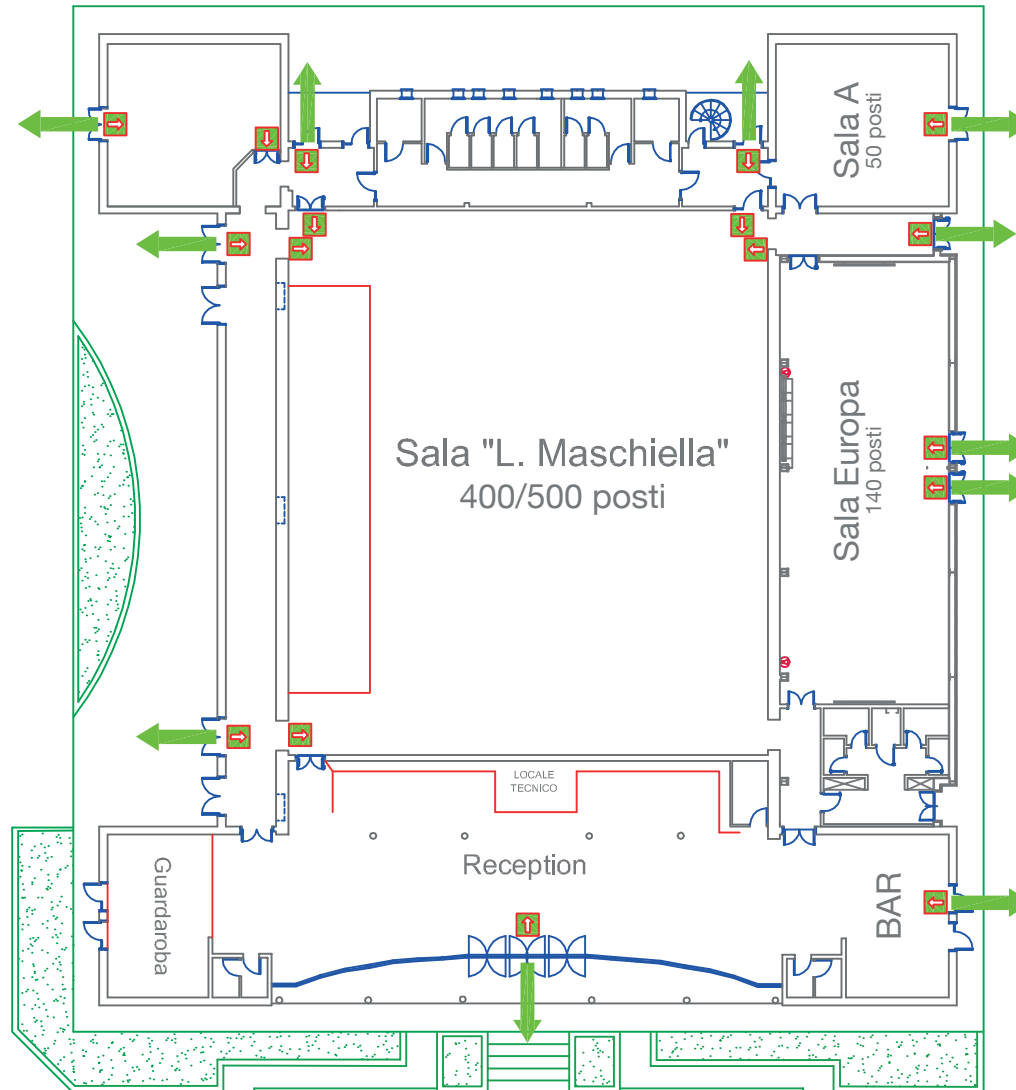 Sala A
50 posti
Sala "L. Maschiella"
400/500 posti
Sala Europa
140 posti
LOCALE
TECNICO
Reception
Guardaroba
BAR